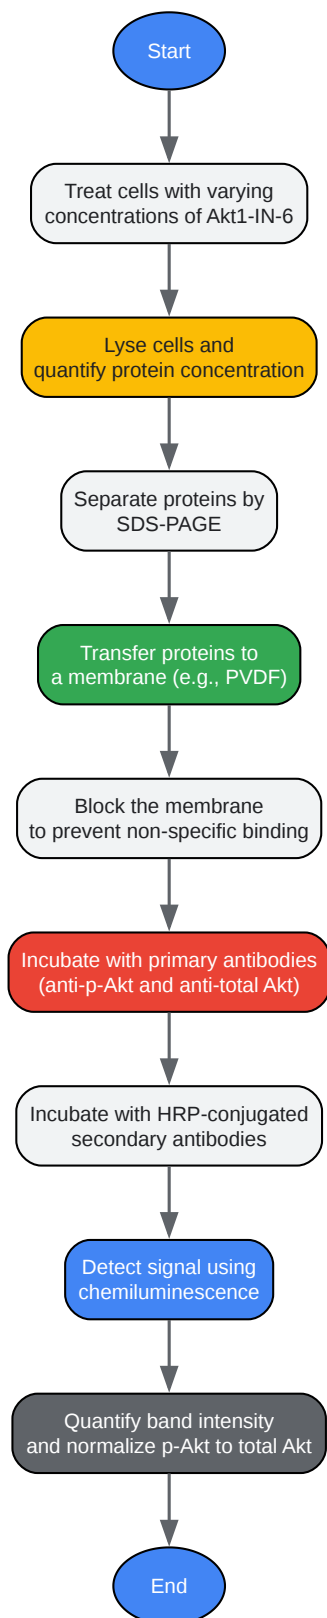 Start
Treat cells with varying
concentrations of Akt1-IN-6
Lyse cells and
quantify protein concentration
Separate proteins by
SDS-PAGE
Transfer proteins to
a membrane (e.g., PVDF)
Block the membrane
to prevent non-specific binding
Incubate with primary antibodies
(anti-p-Akt and anti-total Akt)
Incubate with HRP-conjugated
secondary antibodies
Detect signal using
chemiluminescence
Quantify band intensity
and normalize p-Akt to total Akt
End